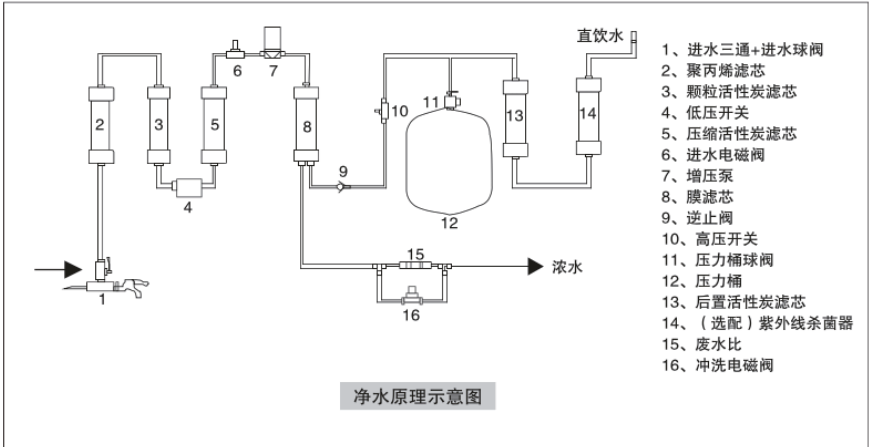 直饮水
2
3
4
5
6
7
8
9
10
11
12
13
14
15
16
1
浓水
净水原理示意图
1、进水三通+进水球阀
2、聚丙烯滤芯
3、颗粒活性炭滤芯
4、低压开关
5、压缩活性炭滤芯
6、进水电磁阀
7、增压泵
8、膜滤芯
9、逆止阀
10、高压开关
11、压力桶球阀
12、压力桶
13、后置活性炭滤芯
14、（选配）紫外线杀菌器
15、废水比
16、冲洗电磁阀